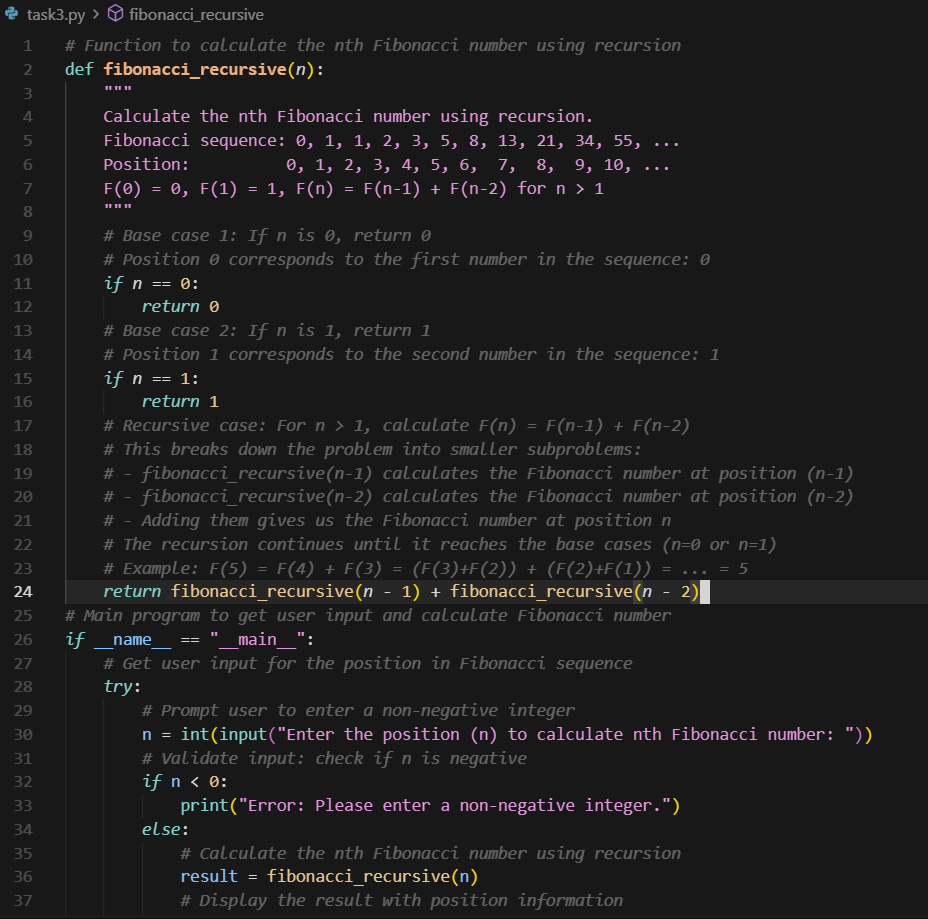 task3.py > fibonacci_recursive
1 # Function to calculate the nth Fibonacci number using recursion
2 def fibonacci_recursive(n):
3     """
4     Calculate the nth Fibonacci number using recursion.
5     Fibonacci sequence: 0, 1, 1, 2, 3, 5, 8, 13, 21, 34, 55, ...
6     Position:          0, 1, 2, 3, 4, 5, 6,  7,  8,  9, 10, ...
7     F(0) = 0, F(1) = 1, F(n) = F(n-1) + F(n-2) for n > 1
8     """
9     # Base case 1: If n is 0, return 0
10     # Position 0 corresponds to the first number in the sequence: 0
11     if n == 0:
12         return 0
13     # Base case 2: If n is 1, return 1
14     # Position 1 corresponds to the second number in the sequence: 1
15     if n == 1:
16         return 1
17     # Recursive case: For n > 1, calculate F(n) = F(n-1) + F(n-2)
18     # This breaks down the problem into smaller subproblems:
19     # - fibonacci_recursive(n-1) calculates the Fibonacci number at position (n-1)
20     # - fibonacci_recursive(n-2) calculates the Fibonacci number at position (n-2)
21     # - Adding them gives us the Fibonacci number at position n
22     # The recursion continues until it reaches the base cases (n=0 or n=1)
23     # Example: F(5) = F(4) + F(3) = (F(3)+F(2)) + (F(2)+F(1)) = ... = 5
24     return fibonacci_recursive(n - 1) + fibonacci_recursive(n - 2)
25 # Main program to get user input and calculate Fibonacci number
26 if __name__ == "__main__":
27     # Get user input for the position in Fibonacci sequence
28     try:
29         # Prompt user to enter a non-negative integer
30         n = int(input("Enter the position (n) to calculate nth Fibonacci number: "))
31         # Validate input: check if n is negative
32         if n < 0:
33             print("Error: Please enter a non-negative integer.")
34         else:
35             # Calculate the nth Fibonacci number using recursion
36             result = fibonacci_recursive(n)
37             # Display the result with position information